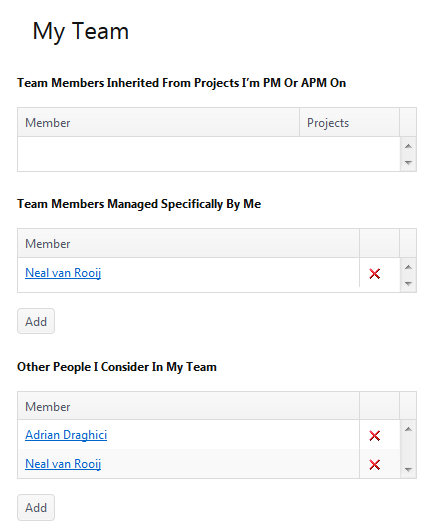 My Team
Team Members Inherited From Projects I’m PM Or APM On
Member Projects
Team Members Managed Specifically By Me
Member
Neal van Rooij
Add
Other People I Consider In My Team
Member
Adrian Draghici
Neal van Rooij
Add